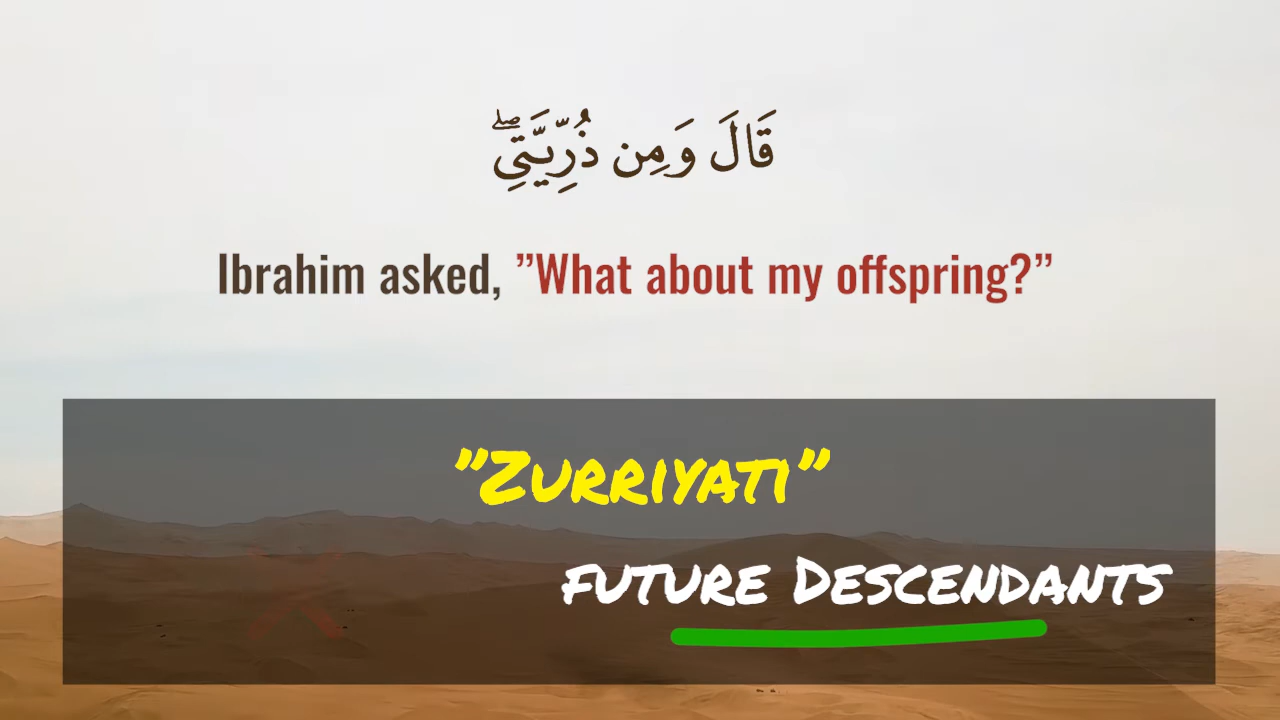 قَالَ وَمِن ذُرِّيَّتِيۖ
Ibrahim asked, ”What about my offspring?”
”Zurriyati”
future Descendants